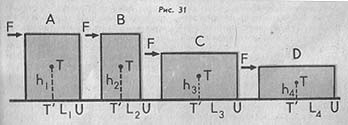 Рис. 31
A B C D
F F F F
T T T T
h₁ h₂ h₃ h₄
T' L₁ U T' L₂ U T' L₃ U T' L₄ U